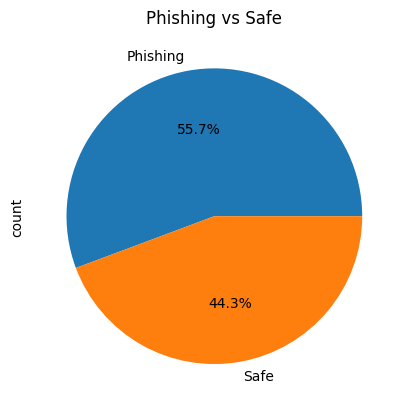 Phishing vs Safe
Phishing
55.7%
count
44.3%
Safe